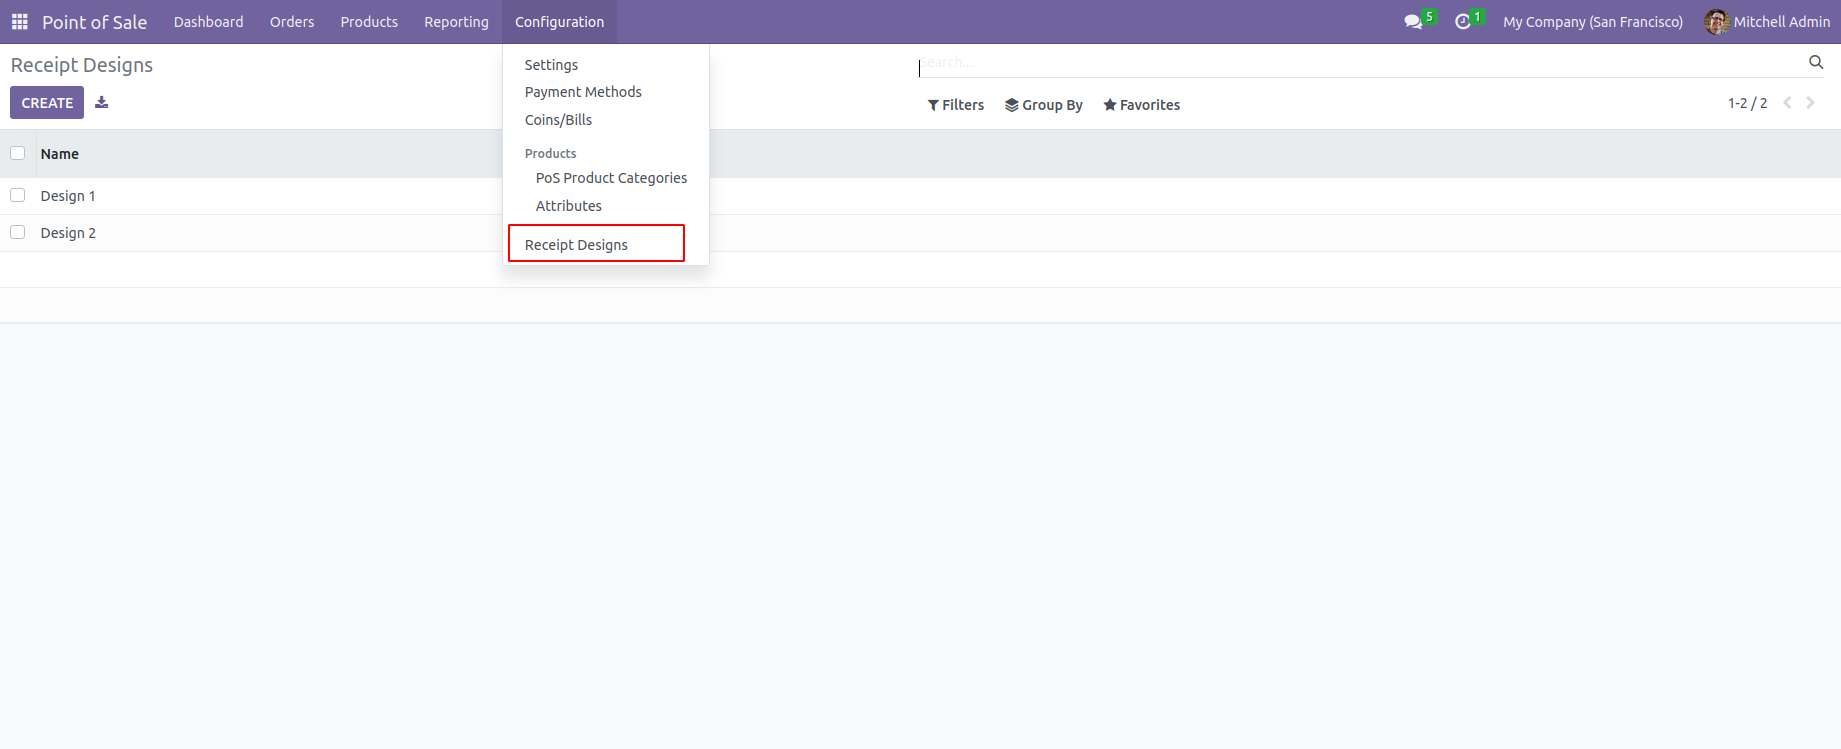 Point of Sale Dashboard Orders Products Reporting Configuration 5 1 My Company (San Francisco) Mitchell Admin
Receipt Designs
Search...
CREATE
Filters Group By Favorites 1-2 / 2
Settings
Payment Methods
Coins/Bills
Products
PoS Product Categories
Attributes
Receipt Designs
Name
Design 1
Design 2